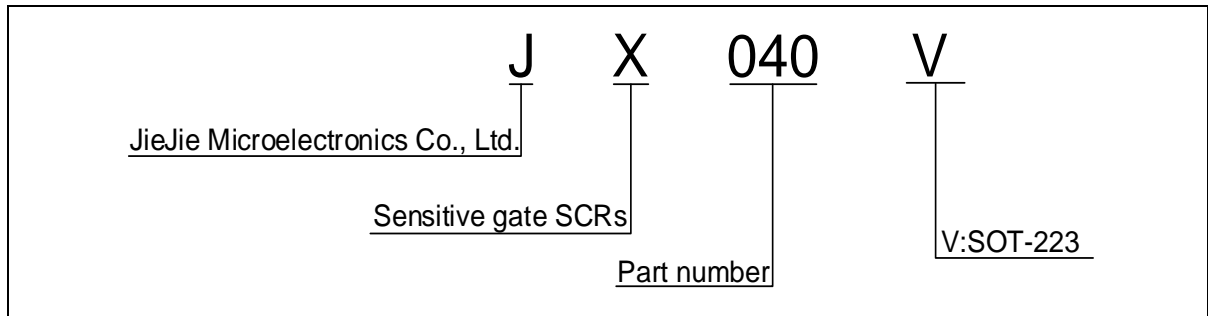 J X 040 V
JieJie Microelectronics Co., Ltd.
Sensitive gate SCRs
V:SOT-223
Part number